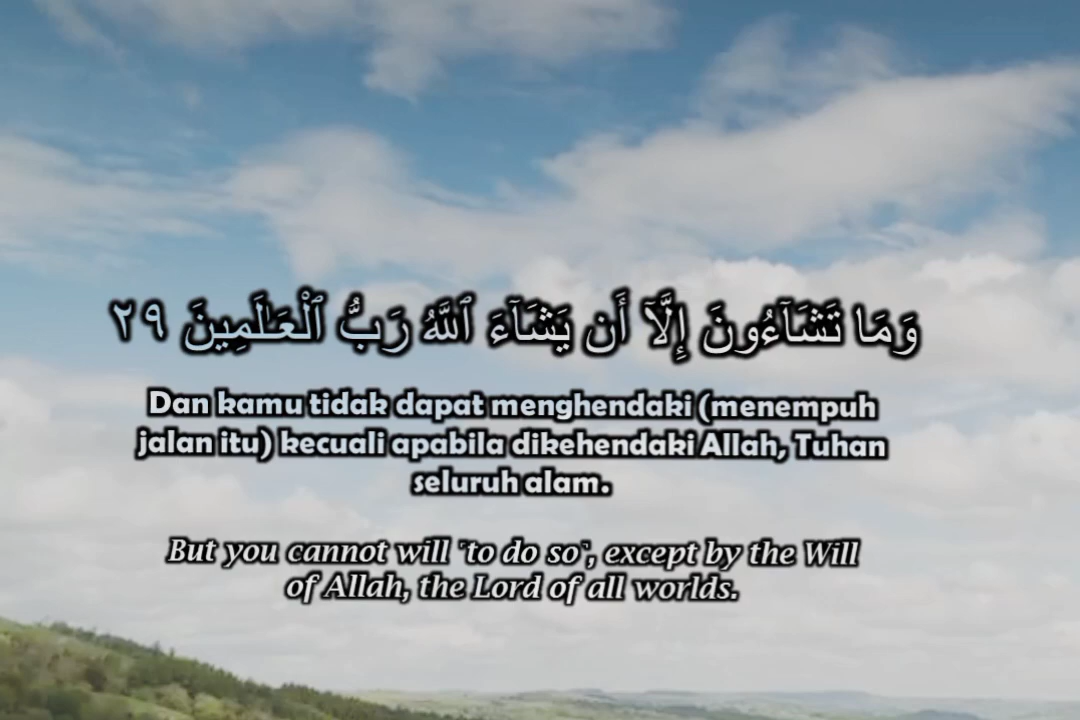 وَمَا تَشَآءُونَ إِلَّآ أَن يَشَآءَ ٱللَّهُ رَبُّ ٱلْعَـٰلَمِينَ ٢٩
Dan kamu tidak dapat menghendaki (menempuh
jalan itu) kecuali apabila dikehendaki Allah, Tuhan
seluruh alam.
But you cannot will ˹to do so˺, except by the Will
of Allah, the Lord of all worlds.